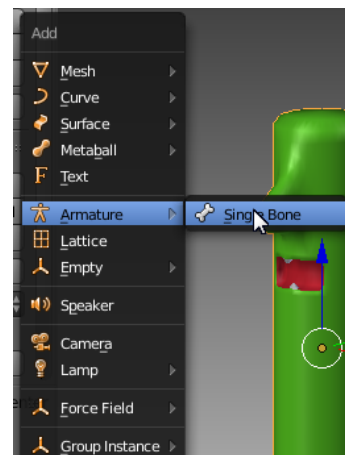 Add
Mesh
Curve
Surface
Metaball
Text
Armature
Single Bone
Lattice
Empty
Speaker
Camera
Lamp
Force Field
Group Instance